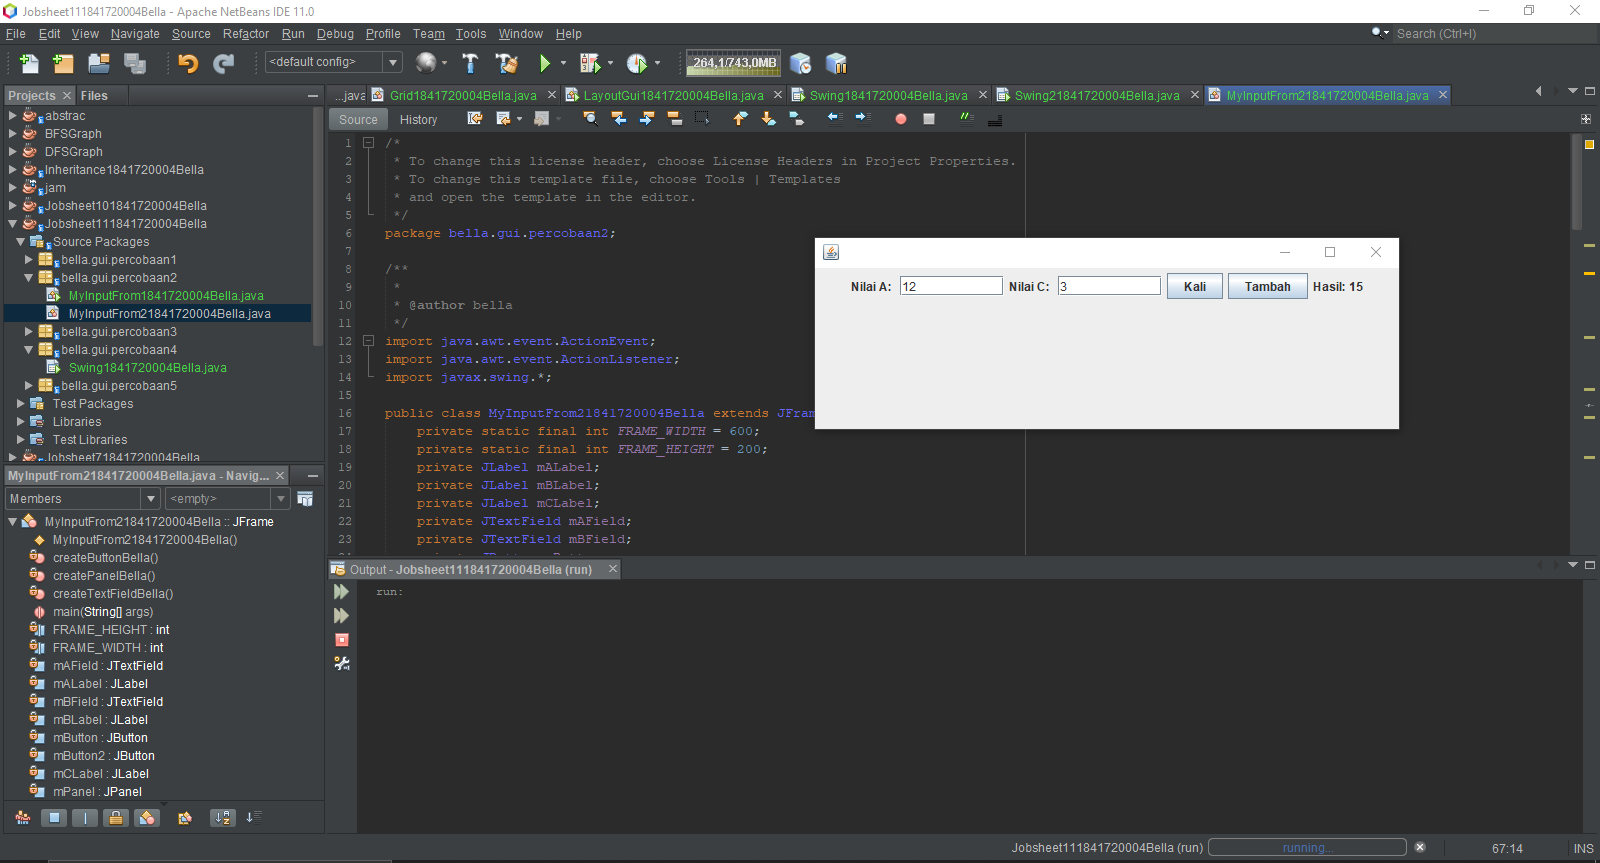 Jobsheet111841720004Bella - Apache NetBeans IDE 11.0
File Edit View Navigate Source Refactor Run Debug Profile Team Tools Window Help
Search (Ctrl+I)
<default config>
264,1/743,0MB
Projects Files
...java Grid1841720004Bella.java LayoutGui1841720004Bella.java Swing1841720004Bella.java Swing21841720004Bella.java MyInputFrom21841720004Bella.java
Source History
abstrac
BFSGraph
DFSGraph
Inheritance1841720004Bella
jam
Jobsheet101841720004Bella
Jobsheet111841720004Bella
Source Packages
bella.gui.percobaan1
bella.gui.percobaan2
MyInputFrom1841720004Bella.java
MyInputFrom21841720004Bella.java
bella.gui.percobaan3
bella.gui.percobaan4
Swing1841720004Bella.java
bella.gui.percobaan5
Test Packages
Libraries
Test Libraries
Jobsheet71841720004Bella
1 /*
2 * To change this license header, choose License Headers in Project Properties.
3 * To change this template file, choose Tools | Templates
4 * and open the template in the editor.
5 */
6 package bella.gui.percobaan2;
7
8 /**
9 *
10 * @author bella
11 */
12 import java.awt.event.ActionEvent;
13 import java.awt.event.ActionListener;
14 import javax.swing.*;
15
16 public class MyInputFrom21841720004Bella extends JFram
17 private static final int FRAME_WIDTH = 600;
18 private static final int FRAME_HEIGHT = 200;
19 private JLabel mALabel;
20 private JLabel mBLabel;
21 private JLabel mCLabel;
22 private JTextField mAField;
23 private JTextField mBField;
Nilai A: 12 Nilai C: 3 Kali Tambah Hasil: 15
MyInputFrom21841720004Bella.java - Navig...
Members <empty>
MyInputFrom21841720004Bella :: JFrame
MyInputFrom21841720004Bella()
createButtonBella()
createPanelBella()
createTextFieldBella()
main(String[] args)
FRAME_HEIGHT : int
FRAME_WIDTH : int
mAField : JTextField
mALabel : JLabel
mBField : JTextField
mBLabel : JLabel
mButton : JButton
mButton2 : JButton
mCLabel : JLabel
mPanel : JPanel
Output - Jobsheet111841720004Bella (run)
run:
Jobsheet111841720004Bella (run) running... 67:14 INS